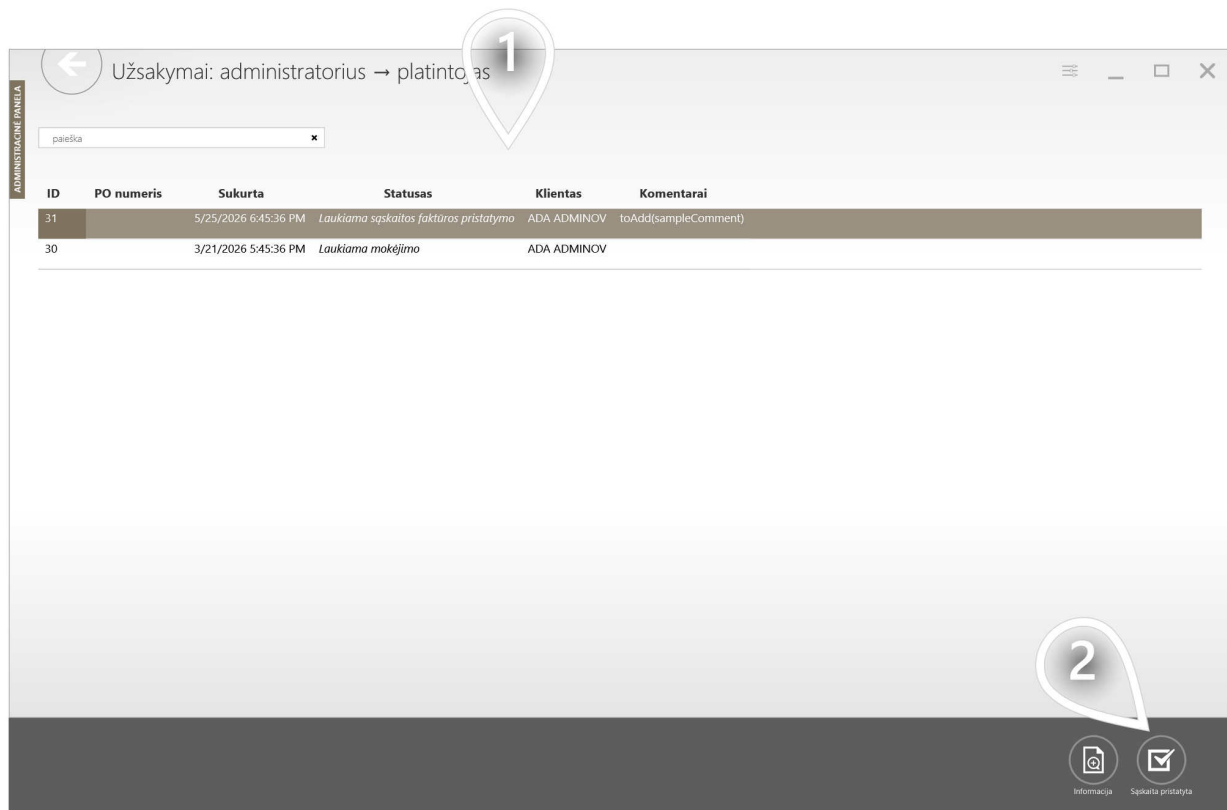 1
Užsakymai: administratorius → platintojas
ADMINISTRACINĖ PANELA
paieška
ID PO numeris Sukurta Statusas Klientas Komentarai
31 5/25/2026 6:45:36 PM Laukiama sąskaitos faktūros pristatymo ADA ADMINOV toAdd(sampleComment)
30 3/21/2026 5:45:36 PM Laukiama mokėjimo ADA ADMINOV
2
Informacija Sąskaita pristatyta